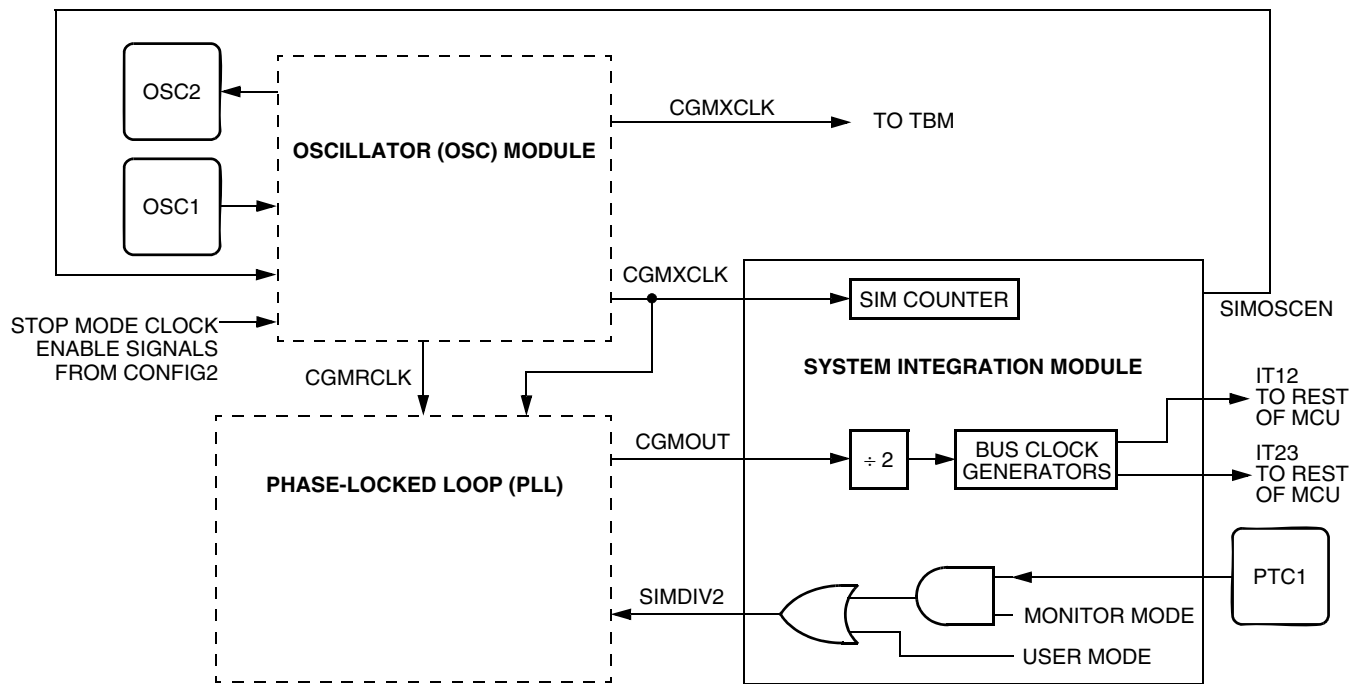 OSC2
CGMXCLK
TO TBM
OSCILLATOR (OSC) MODULE
OSC1
CGMXCLK
SIM COUNTER
SIMOSCEN
STOP MODE CLOCK
ENABLE SIGNALS
FROM CONFIG2
SYSTEM INTEGRATION MODULE
CGMRCLK
IT12
TO REST
OF MCU
CGMOUT
÷ 2
BUS CLOCK
GENERATORS
IT23
TO REST
OF MCU
PHASE-LOCKED LOOP (PLL)
PTC1
SIMDIV2
MONITOR MODE
USER MODE